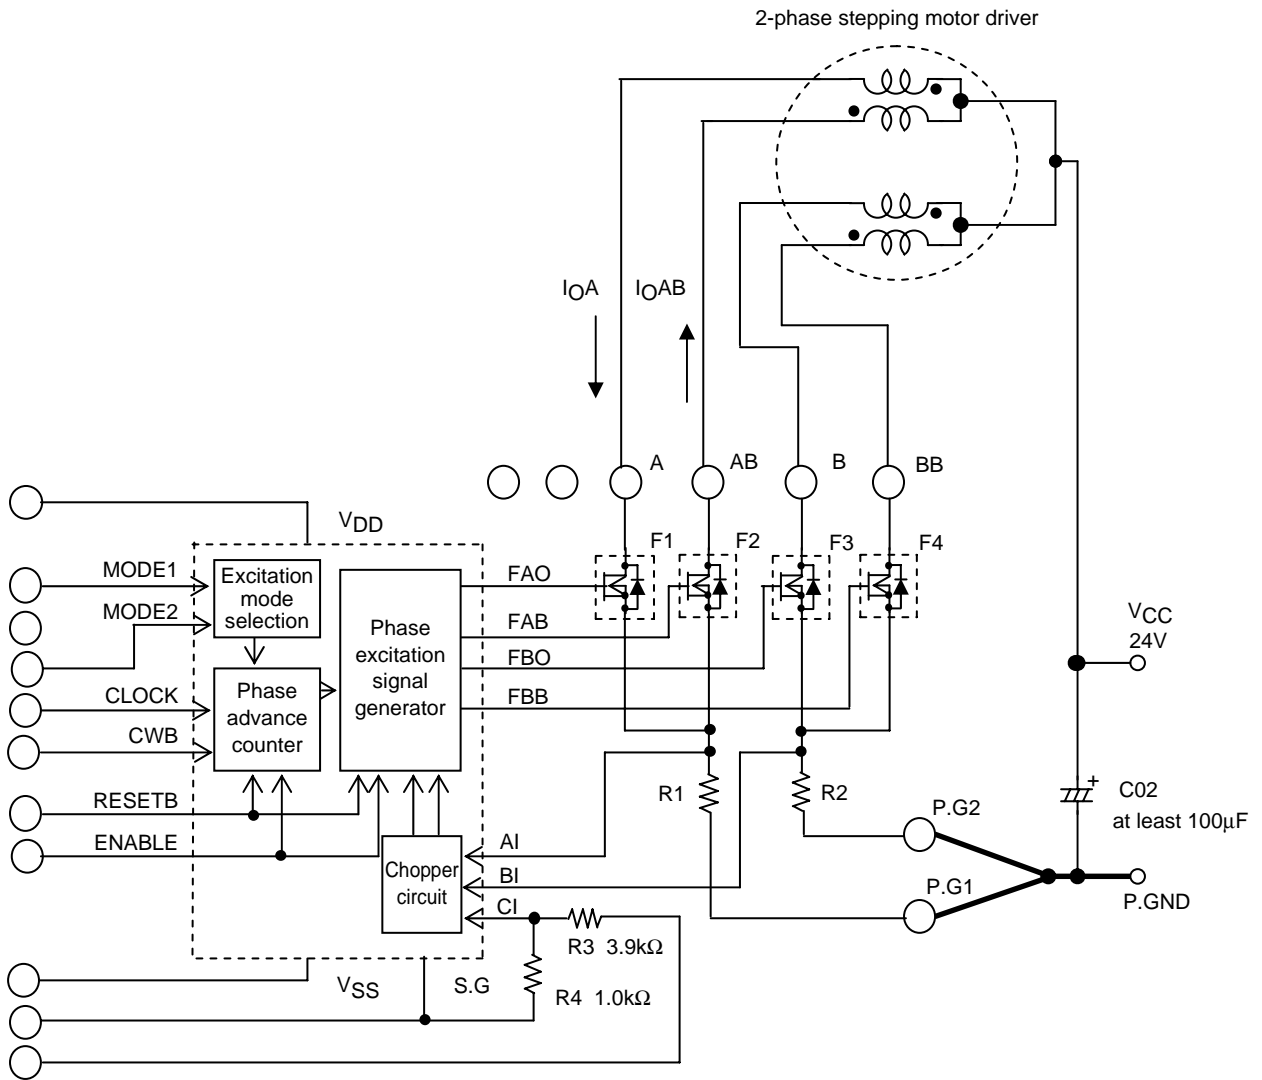 2-phase stepping motor driver
IOA
IOAB
A
AB
B
BB
VDD
F1
F2
F3
F4
MODE1
MODE2
Excitation
mode
selection
Phase
excitation
signal
generator
FAO
FAB
FBO
FBB
VCC
24V
CLOCK
CWB
Phase
advance
counter
RESETB
ENABLE
R1
R2
P.G2
C02
+
at least 100μF
AI
BI
CI
Chopper
circuit
P.G1
P.GND
R3 3.9kΩ
VSS
S.G
R4 1.0kΩ